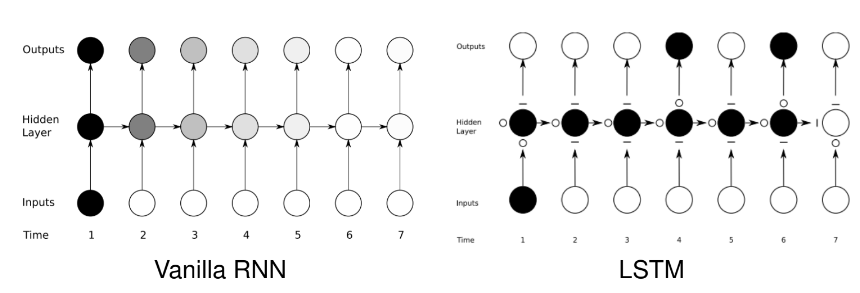 Outputs
Hidden
Layer
Inputs
Time 1 2 3 4 5 6 7
Vanilla RNN
Outputs
Hidden
Layer
Inputs
Time 1 2 3 4 5 6 7
LSTM